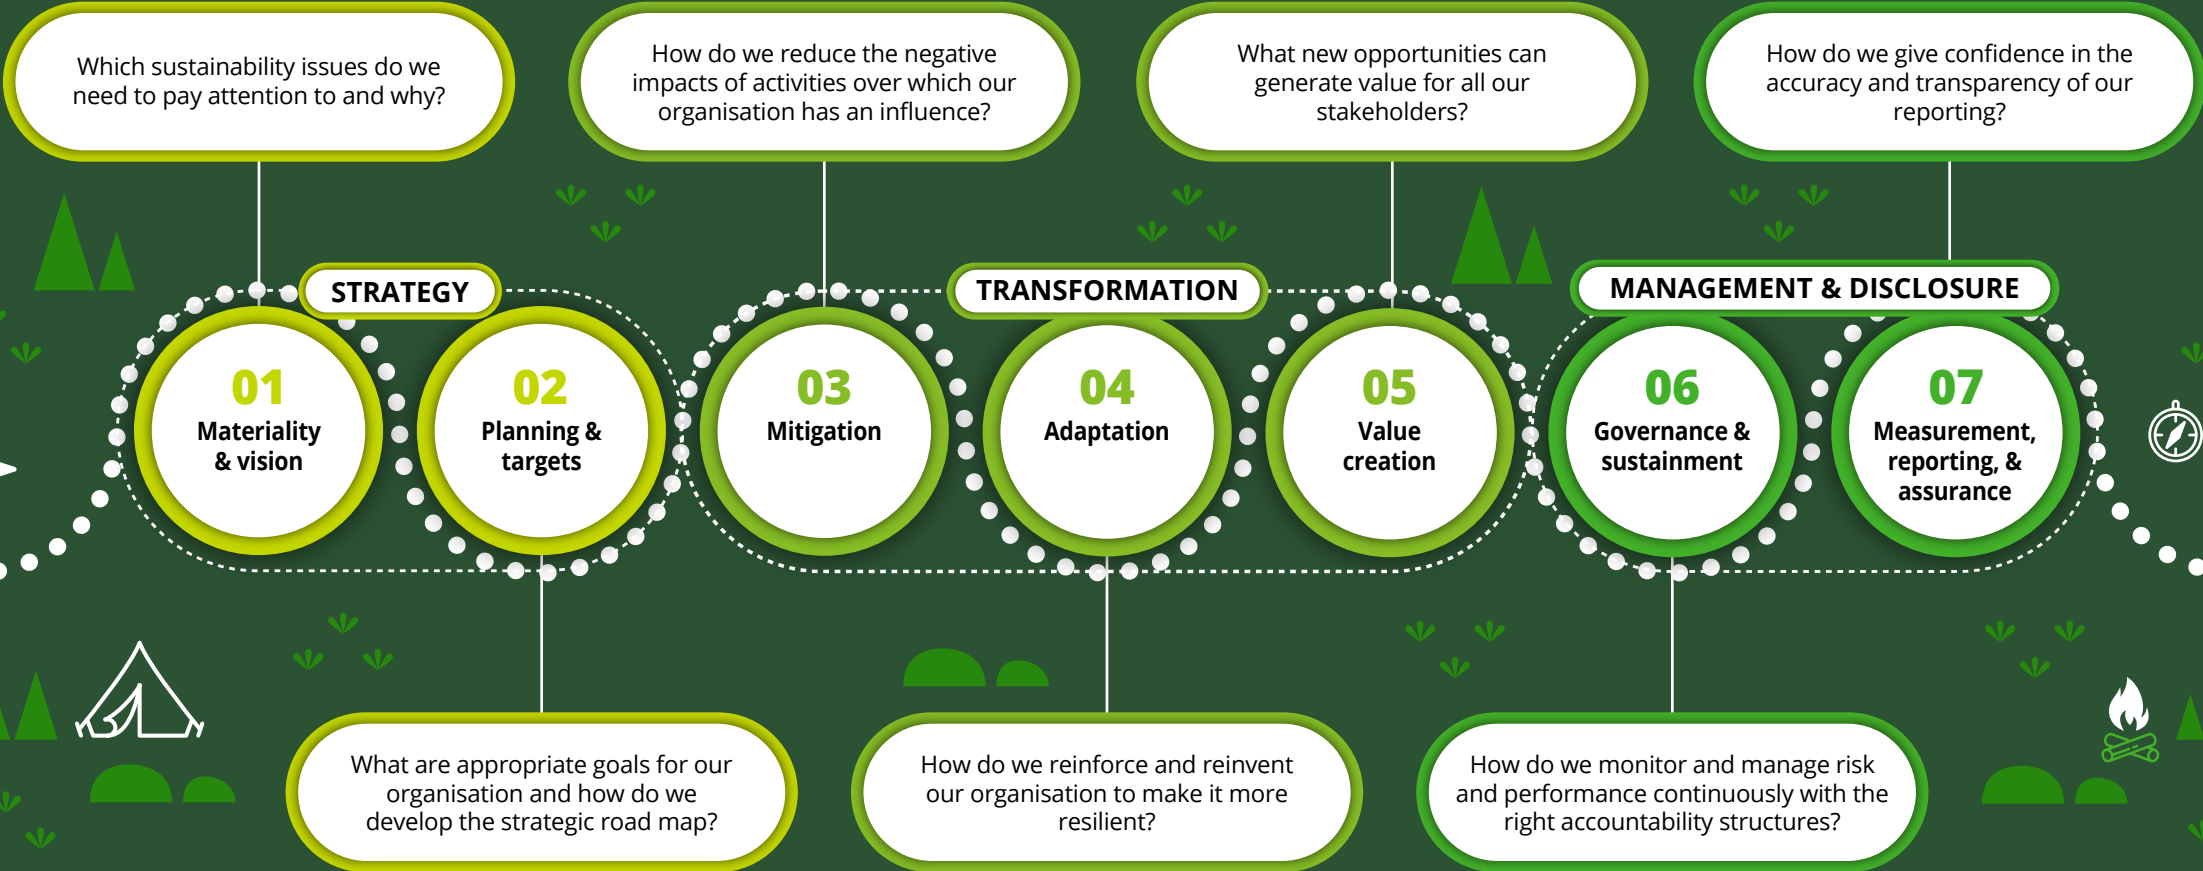 Which sustainability issues do we
need to pay attention to and why?
How do we reduce the negative
impacts of activities over which our
organisation has an influence?
What new opportunities can
generate value for all our
stakeholders?
How do we give confidence in the
accuracy and transparency of our
reporting?
STRATEGY
TRANSFORMATION
MANAGEMENT & DISCLOSURE
01
Materiality
& vision
02
Planning &
targets
03
Mitigation
04
Adaptation
05
Value
creation
06
Governance &
sustainment
07
Measurement,
reporting, &
assurance
What are appropriate goals for our
organisation and how do we
develop the strategic road map?
How do we reinforce and reinvent
our organisation to make it more
resilient?
How do we monitor and manage risk
and performance continuously with the
right accountability structures?